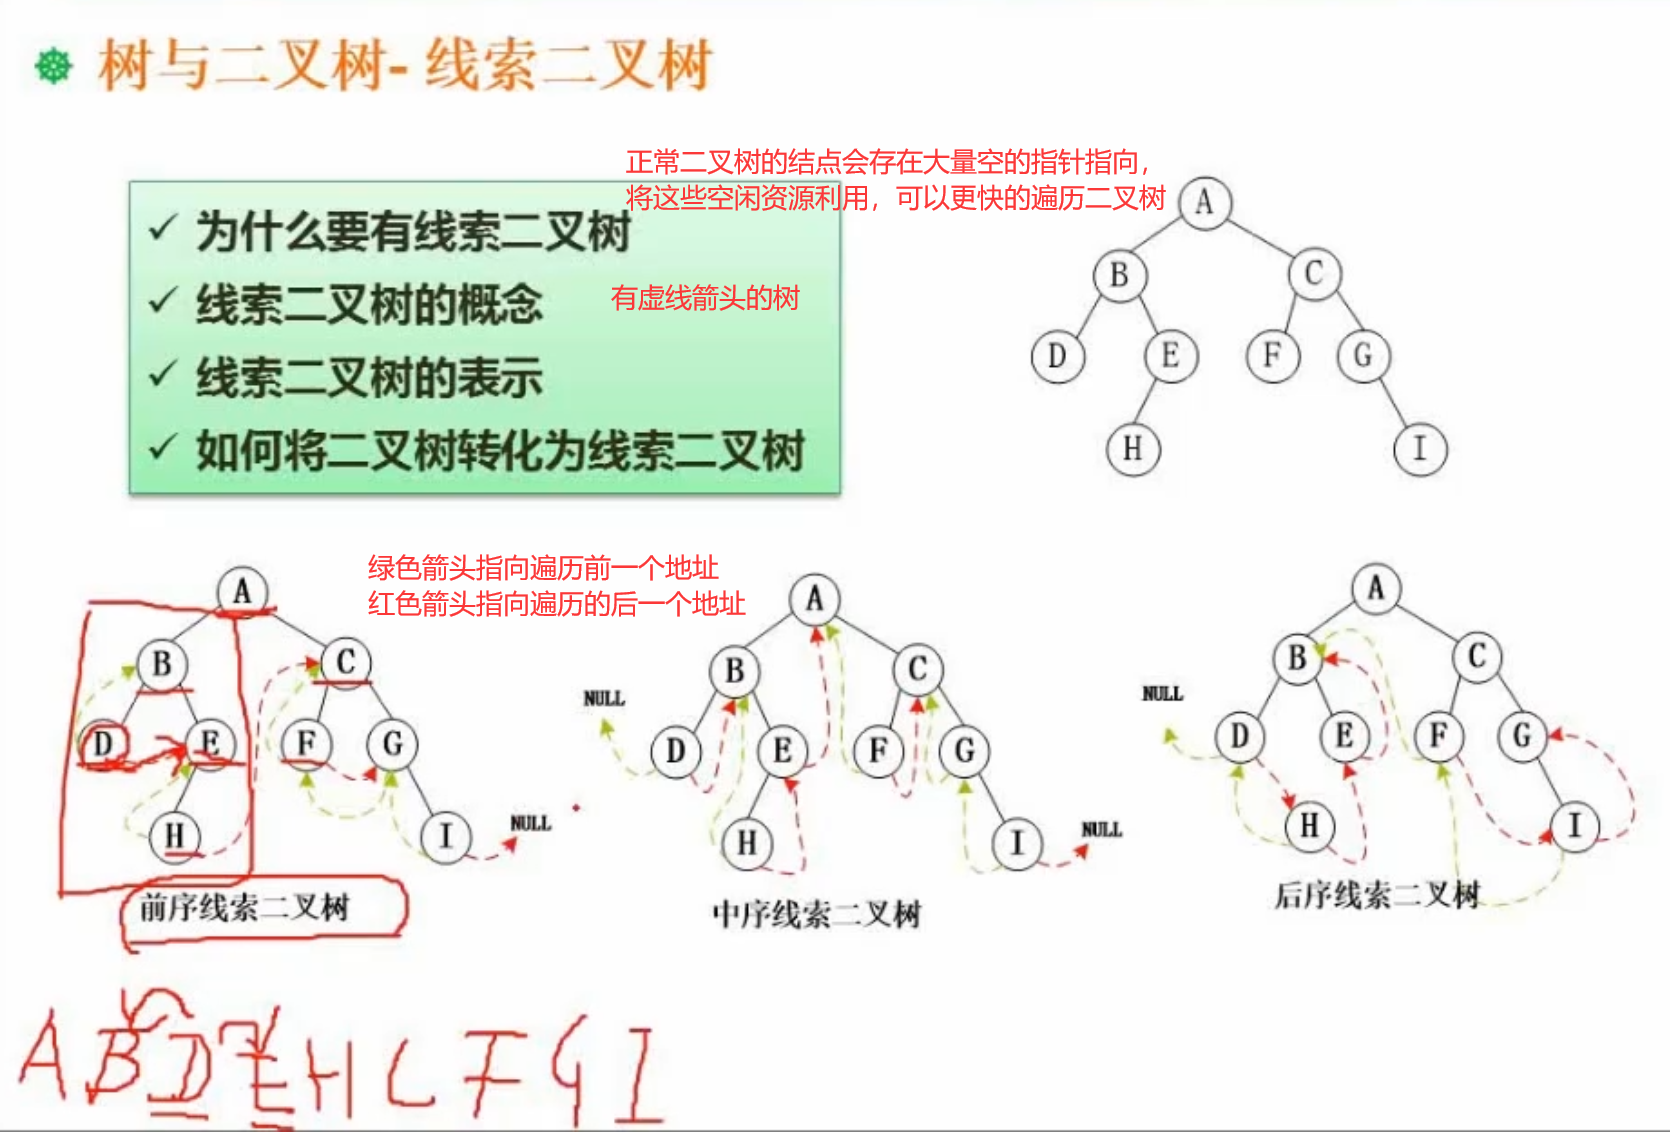 树与二叉树- 线索二叉树
正常二叉树的结点会存在大量空的指针指向，
将这些空闲资源利用，可以更快的遍历二叉树
✓ 为什么要有线索二叉树
✓ 线索二叉树的概念
有虚线箭头的树
✓ 线索二叉树的表示
✓ 如何将二叉树转化为线索二叉树
A
B C
D E F G
H I
绿色箭头指向遍历前一个地址
红色箭头指向遍历的后一个地址
A
B C
D E F G
H I
NULL
前序线索二叉树
A
B C
NULL
D E F G
H I
NULL
中序线索二叉树
A
B C
NULL
D E F G
H I
后序线索二叉树
A B D E H C F G I